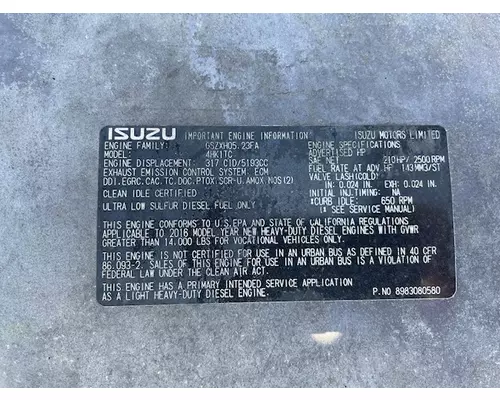 ISUZU IMPORTANT ENGINE INFORMATION ISUZU MOTORS LIMITED
ENGINE FAMILY: GSZXH05.23FA ENGINE SPECIFICATIONS
ENGINE MODEL: 4HK1TC ADVERTISED HP
ENGINE DISPLACEMENT: 317 CID/5193CC SAE NET 210HP/2500RPM
EXHAUST EMISSION CONTROL SYSTEM: ECM FUEL RATE AT ADV.HP 143MM3/ST
DDI.EGRC.CAC.TC.DOC.PTOX.SCR-U.AMOX.NOS(2) VALVE LASH(COLD)
IN: 0.024 IN. EXH: 0.024 IN.
CLEAN IDLE CERTIFIED INITIAL INJ.TIMING: NA
ULTRA LOW SULFUR DIESEL FUEL ONLY *CURB IDLE: 650 RPM
(* SEE SERVICE MANUAL)
THIS ENGINE CONFORMS TO U.S.EPA AND STATE OF CALIFORNIA REGULATIONS
APPLICABLE TO 2016 MODEL YEAR NEW HEAVY-DUTY DIESEL ENGINES WITH GVWR
GREATER THAN 14,000 LBS FOR VOCATIONAL VEHICLES ONLY.
THIS ENGINE IS NOT CERTIFIED FOR USE IN AN URBAN BUS AS DEFINED IN 40 CFR
86.093-2. SALES OF THIS ENGINE FOR USE IN AN URBAN BUS IS A VIOLATION OF
FEDERAL LAW UNDER THE CLEAN AIR ACT.
THIS ENGINE HAS A PRIMARY INTENDED SERVICE APPLICATION
AS A LIGHT HEAVY-DUTY DIESEL ENGINE. P.NO 8983080580